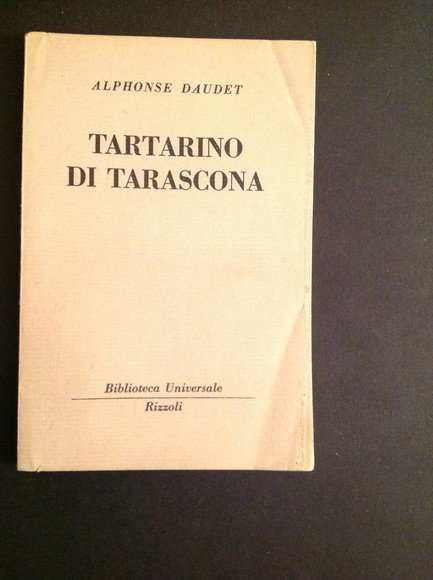 ALPHONSE DAUDET
TARTARINO
DI TARASCONA
Biblioteca Universale
Rizzoli